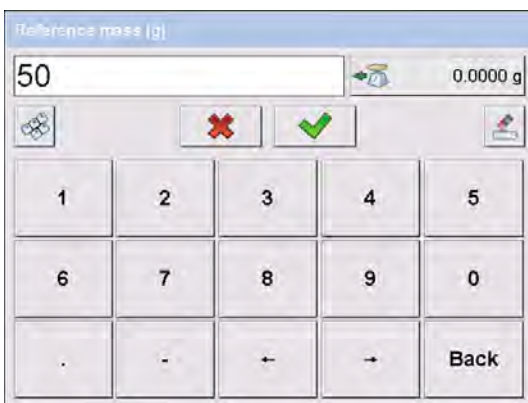 Reference mass [g]
50
0.0000 g
1 2 3 4 5
6 7 8 9 0
. - ← → Back